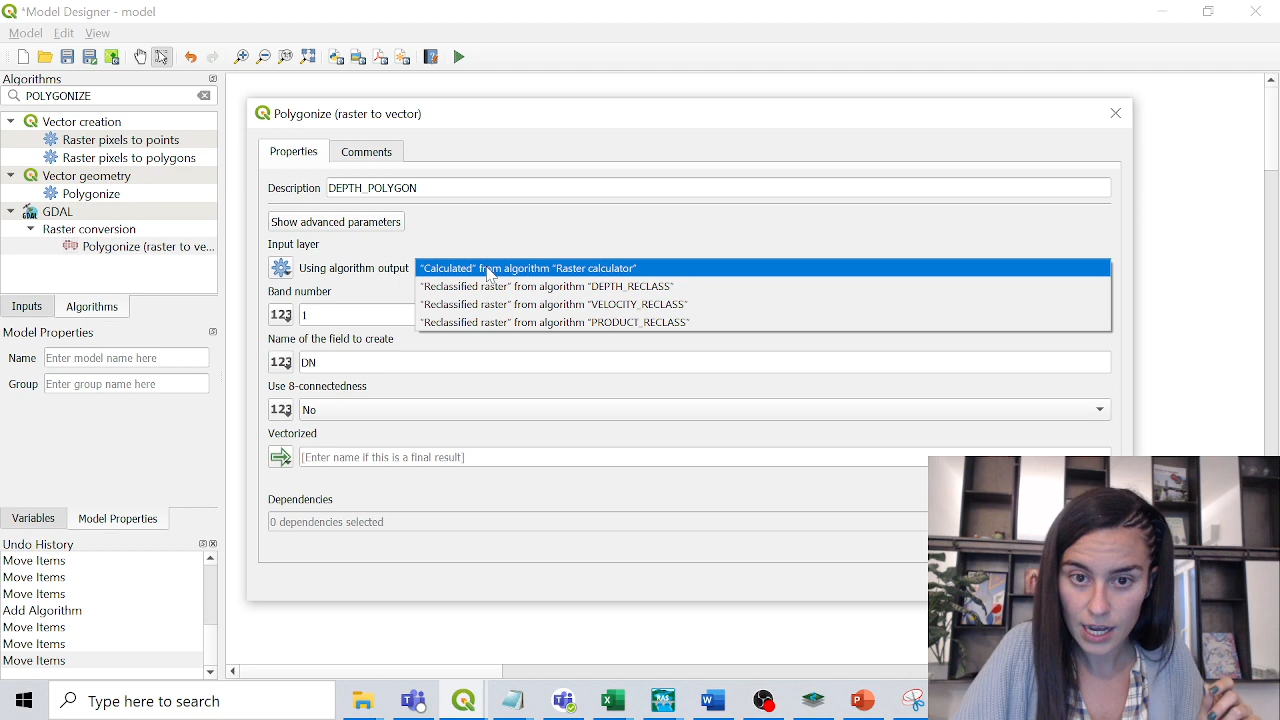 *Model Designer - model
Model Edit View
Algorithms
POLYGONIZE
Vector creation
Raster pixels to points
Raster pixels to polygons
Vector geometry
Polygonize
GDAL
Raster conversion
Polygonize (raster to ve...
Inputs Algorithms
Model Properties
Name Enter model name here
Group Enter group name here
Variables Model Properties
Undo History
Move Items
Move Items
Move Items
Add Algorithm
Move Items
Move Items
Move Items
Polygonize (raster to vector)
Properties Comments
Description DEPTH_POLYGON
Show advanced parameters
Input layer
Using algorithm output "Calculated" from algorithm "Raster calculator"
"Reclassified raster" from algorithm "DEPTH_RECLASS"
"Reclassified raster" from algorithm "VELOCITY_RECLASS"
"Reclassified raster" from algorithm "PRODUCT_RECLASS"
Band number
123 1
Name of the field to create
123 DN
Use 8-connectedness
123 No
Vectorized
[Enter name if this is a final result]
Dependencies
0 dependencies selected
Type here to search